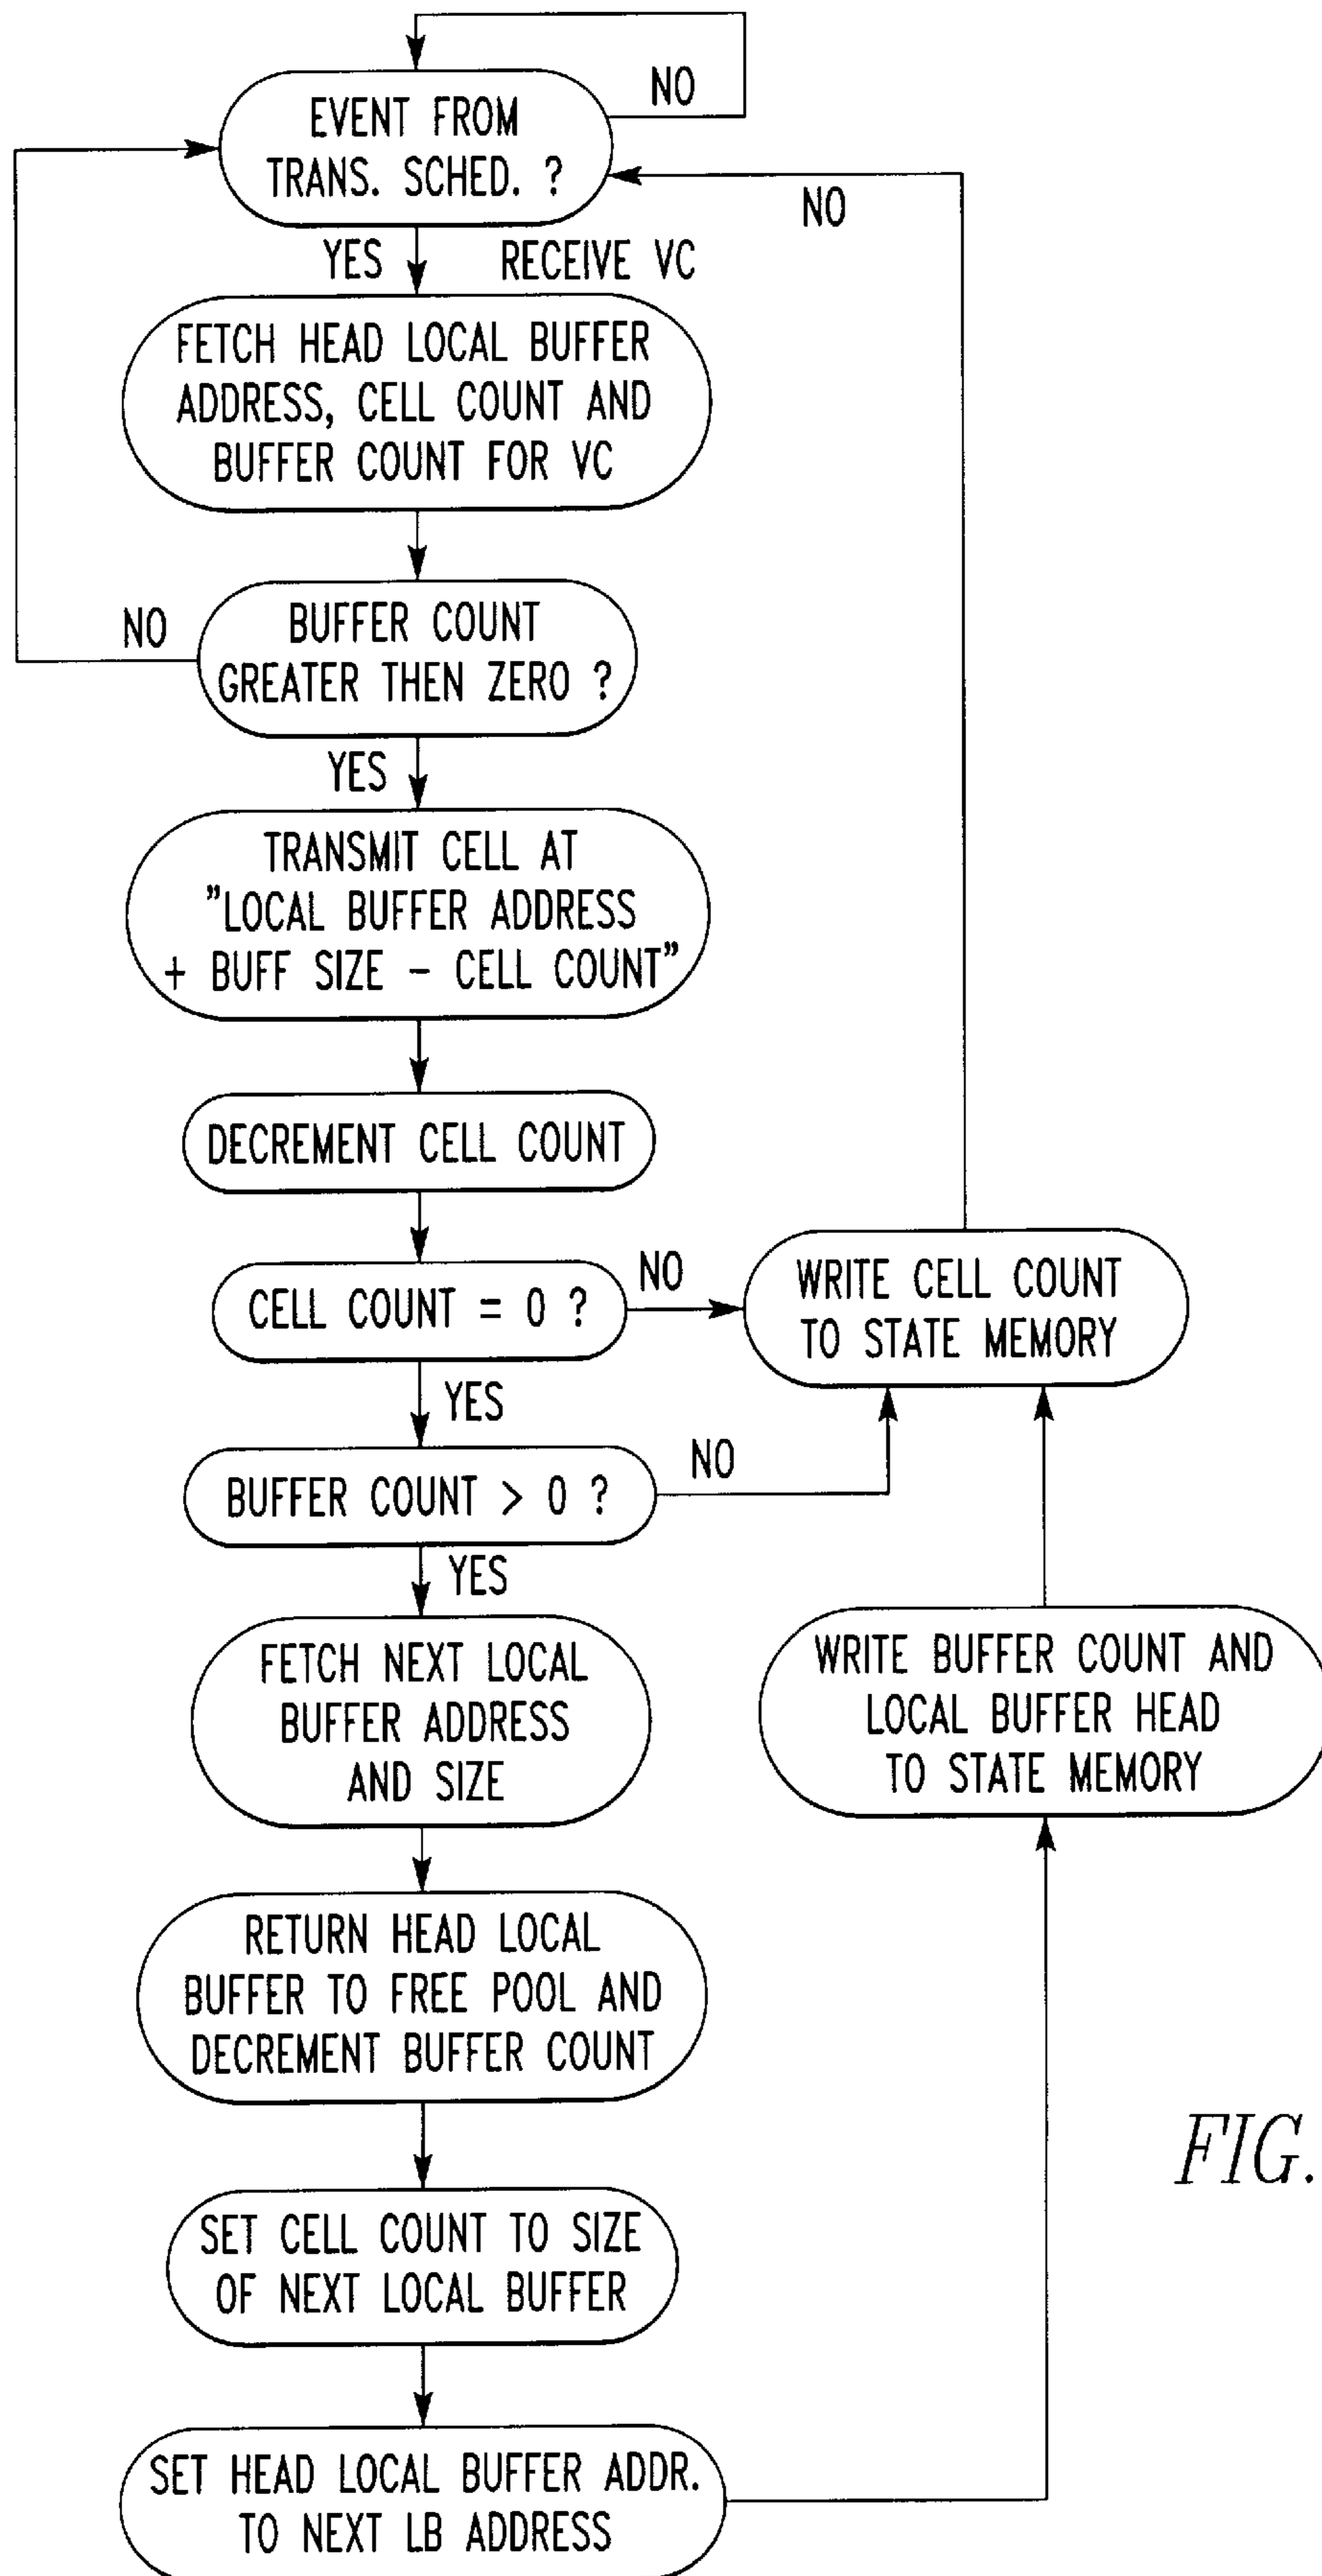 NO
EVENT FROM
TRANS. SCHED. ?
NO
YES
RECEIVE VC
FETCH HEAD LOCAL BUFFER
ADDRESS, CELL COUNT AND
BUFFER COUNT FOR VC
NO
BUFFER COUNT
GREATER THEN ZERO ?
YES
TRANSMIT CELL AT
"LOCAL BUFFER ADDRESS
+ BUFF SIZE - CELL COUNT"
DECREMENT CELL COUNT
CELL COUNT = 0 ?
NO
WRITE CELL COUNT
TO STATE MEMORY
YES
BUFFER COUNT > 0 ?
NO
YES
FETCH NEXT LOCAL
BUFFER ADDRESS
AND SIZE
WRITE BUFFER COUNT AND
LOCAL BUFFER HEAD
TO STATE MEMORY
RETURN HEAD LOCAL
BUFFER TO FREE POOL AND
DECREMENT BUFFER COUNT
SET CELL COUNT TO SIZE
OF NEXT LOCAL BUFFER
SET HEAD LOCAL BUFFER ADDR.
TO NEXT LB ADDRESS
FIG.